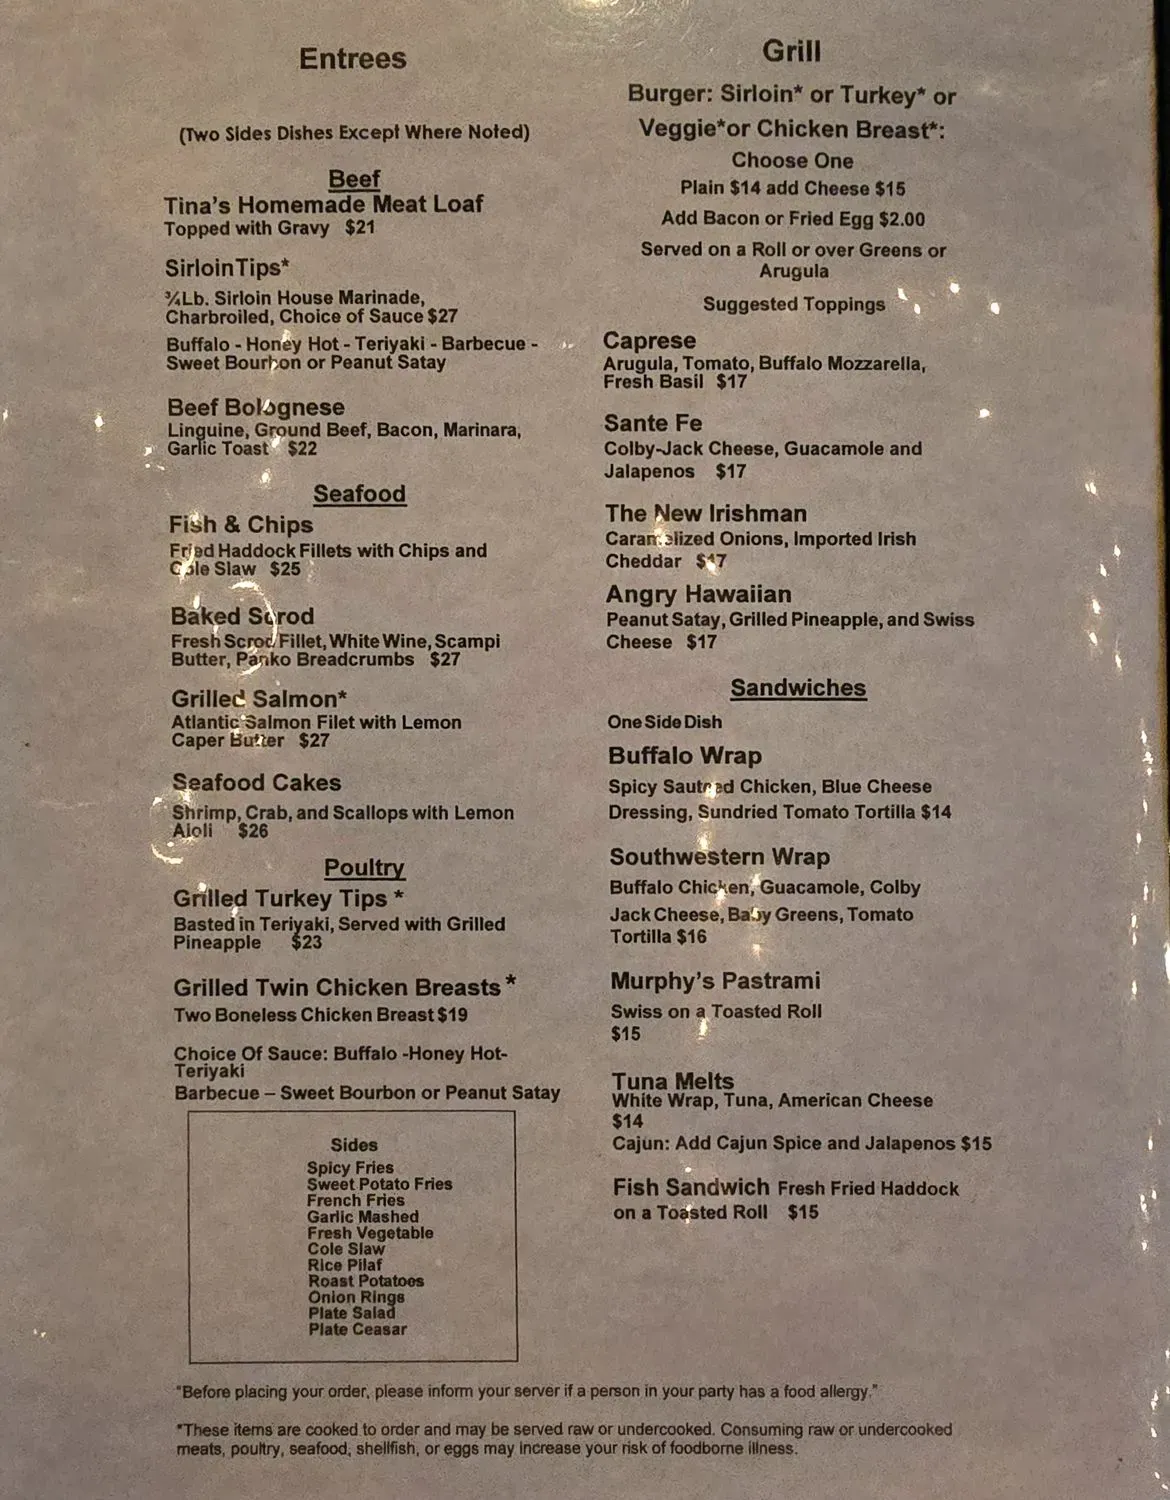 Entrees
(Two Sides Dishes Except Where Noted)
Beef
Tina's Homemade Meat Loaf
Topped with Gravy $21
Sirloin Tips*
¾Lb. Sirloin House Marinade,
Charbroiled, Choice of Sauce $27
Buffalo - Honey Hot - Teriyaki - Barbecue -
Sweet Bourbon or Peanut Satay
Beef Bolognese
Linguine, Ground Beef, Bacon, Marinara,
Garlic Toast $22
Seafood
Fish & Chips
Fried Haddock Fillets with Chips and
Cole Slaw $25
Baked Scrod
Fresh Scrod Fillet, White Wine, Scampi
Butter, Panko Breadcrumbs $27
Grilled Salmon*
Atlantic Salmon Filet with Lemon
Caper Butter $27
Seafood Cakes
Shrimp, Crab, and Scallops with Lemon
Aioli $26
Poultry
Grilled Turkey Tips *
Basted in Teriyaki, Served with Grilled
Pineapple $23
Grilled Twin Chicken Breasts *
Two Boneless Chicken Breast $19
Choice Of Sauce: Buffalo -Honey Hot-
Teriyaki
Barbecue – Sweet Bourbon or Peanut Satay
Sides
Spicy Fries
Sweet Potato Fries
French Fries
Garlic Mashed
Fresh Vegetable
Cole Slaw
Rice Pilaf
Roast Potatoes
Onion Rings
Plate Salad
Plate Ceasar
Grill
Burger: Sirloin* or Turkey* or
Veggie*or Chicken Breast*:
Choose One
Plain $14 add Cheese $15
Add Bacon or Fried Egg $2.00
Served on a Roll or over Greens or
Arugula
Suggested Toppings
Caprese
Arugula, Tomato, Buffalo Mozzarella,
Fresh Basil $17
Sante Fe
Colby-Jack Cheese, Guacamole and
Jalapenos $17
The New Irishman
Caramelized Onions, Imported Irish
Cheddar $17
Angry Hawaiian
Peanut Satay, Grilled Pineapple, and Swiss
Cheese $17
Sandwiches
One Side Dish
Buffalo Wrap
Spicy Sauteed Chicken, Blue Cheese
Dressing, Sundried Tomato Tortilla $14
Southwestern Wrap
Buffalo Chicken, Guacamole, Colby
Jack Cheese, Baby Greens, Tomato
Tortilla $16
Murphy's Pastrami
Swiss on a Toasted Roll
$15
Tuna Melts
White Wrap, Tuna, American Cheese
$14
Cajun: Add Cajun Spice and Jalapenos $15
Fish Sandwich Fresh Fried Haddock
on a Toasted Roll $15
"Before placing your order, please inform your server if a person in your party has a food allergy."
*These items are cooked to order and may be served raw or undercooked. Consuming raw or undercooked
meats, poultry, seafood, shellfish, or eggs may increase your risk of foodborne illness.